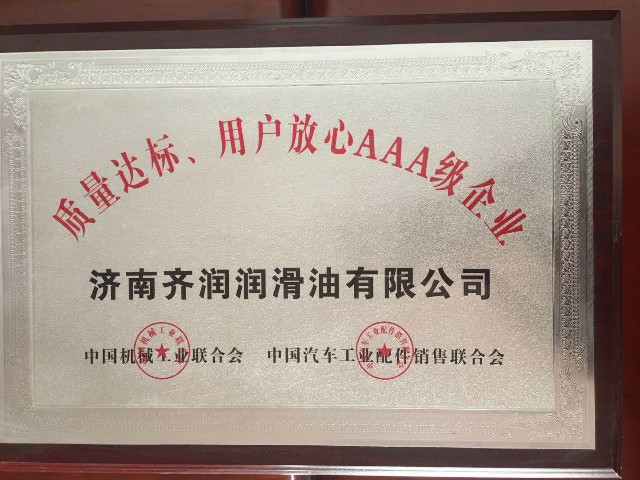 质量达标、用户放心AAA级企业
济南齐润润滑油有限公司
中国机械工业联合会 中国汽车工业配件销售联合会